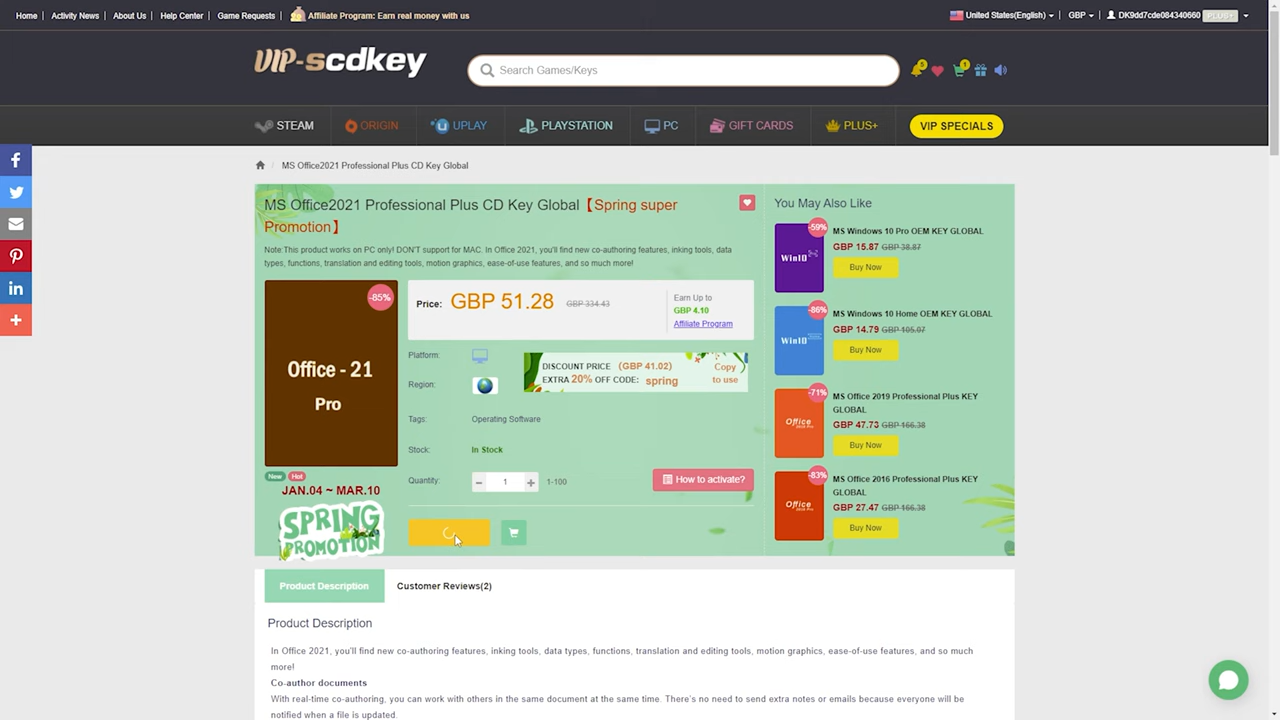 Home
Activity News
About Us
Help Center
Game Requests
Affiliate Program: Earn real money with us
United States(English)
GBP
DK9dd7cde084340660
PLUS+
VIP-scdkey
Search Games/Keys
5
1
STEAM
ORIGIN
UPLAY
PLAYSTATION
PC
GIFT CARDS
PLUS+
VIP SPECIALS
/ MS Office2021 Professional Plus CD Key Global
MS Office2021 Professional Plus CD Key Global【Spring super
Promotion】
Note:This product works on PC only! DON'T support for MAC. In Office 2021, you'll find new co-authoring features, inking tools, data
types, functions, translation and editing tools, motion graphics, ease-of-use features, and so much more!
-85%
Office - 21
Pro
New
Hot
JAN.04 ~ MAR.10
SPRING
PROMOTION
Price: GBP 51.28 GBP 334.43
Earn Up to
GBP 4.10
Affiliate Program
Platform:
DISCOUNT PRICE (GBP 41.02)
EXTRA 20% OFF CODE: spring
Copy
to use
Region:
Tags: Operating Software
Stock: In Stock
Quantity: − 1 + 1-100
How to activate?
You May Also Like
-59%
Win10
MS Windows 10 Pro OEM KEY GLOBAL
GBP 15.87 GBP 38.87
Buy Now
-86%
Win10
MS Windows 10 Home OEM KEY GLOBAL
GBP 14.79 GBP 105.07
Buy Now
-71%
Office
MS Office 2019 Professional Plus KEY
GLOBAL
GBP 47.73 GBP 166.38
Buy Now
-83%
Office
MS Office 2016 Professional Plus KEY
GLOBAL
GBP 27.47 GBP 166.38
Buy Now
Product Description
Customer Reviews(2)
Product Description
In Office 2021, you'll find new co-authoring features, inking tools, data types, functions, translation and editing tools, motion graphics, ease-of-use features, and so much
more!
Co-author documents
With real-time co-authoring, you can work with others in the same document at the same time. There's no need to send extra notes or emails because everyone will be
notified when a file is updated.